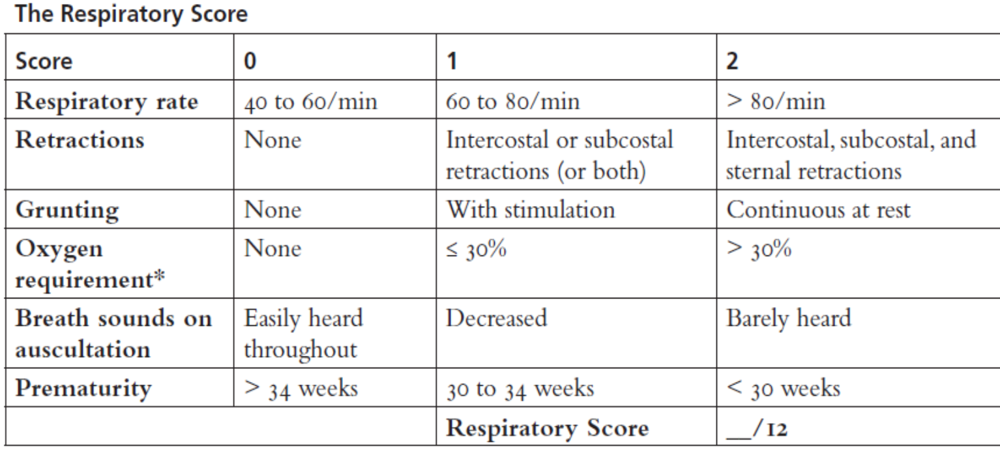 The Respiratory Score
Score 0 1 2
Respiratory rate 40 to 60/min 60 to 80/min > 80/min
Retractions None Intercostal or subcostal Intercostal, subcostal, and
retractions (or both) sternal retractions
Grunting None With stimulation Continuous at rest
Oxygen None ≤ 30% > 30%
requirement*
Breath sounds on Easily heard Decreased Barely heard
auscultation throughout
Prematurity > 34 weeks 30 to 34 weeks < 30 weeks
Respiratory Score __/12